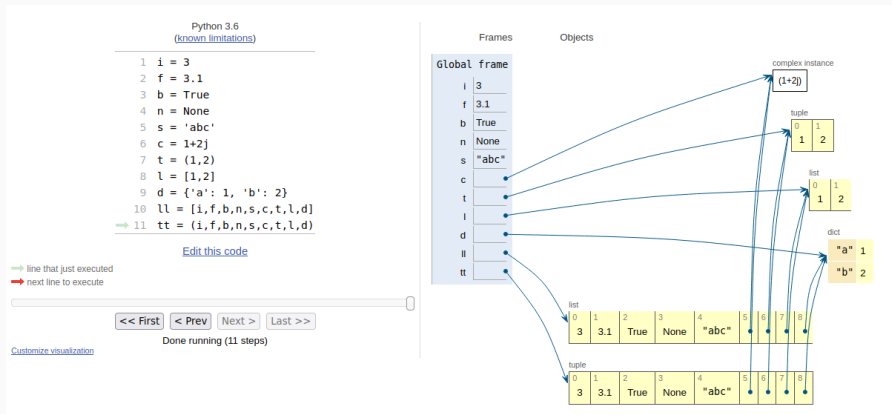 Python 3.6
(known limitations)
1 i = 3
2 f = 3.1
3 b = True
4 n = None
5 s = 'abc'
6 c = 1+2j
7 t = (1,2)
8 l = [1,2]
9 d = {'a': 1, 'b': 2}
10 ll = [i,f,b,n,s,c,t,l,d]
11 tt = (i,f,b,n,s,c,t,l,d)
Edit this code
line that just executed
next line to execute
<< First < Prev Next > Last >>
Done running (11 steps)
Customize visualization
Frames Objects
Global frame
i 3
f 3.1
b True
n None
s "abc"
c
t
l
d
ll
tt
complex instance
(1+2j)
tuple
0 1
1 2
list
0 1
1 2
dict
"a" 1
"b" 2
list
0 1 2 3 4 5 6 7 8
3 3.1 True None "abc"
tuple
0 1 2 3 4 5 6 7 8
3 3.1 True None "abc"